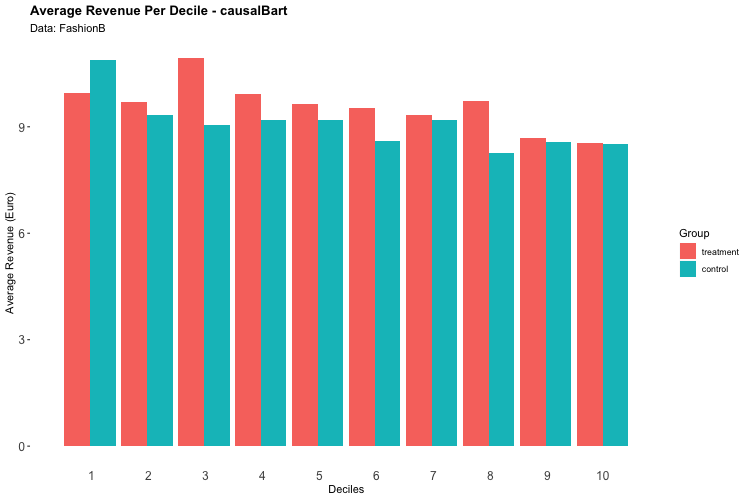 Average Revenue Per Decile - causalBart
Data: FashionB
9
6
3
0
Average Revenue (Euro)
1 2 3 4 5 6 7 8 9 10
Deciles
Group
treatment
control